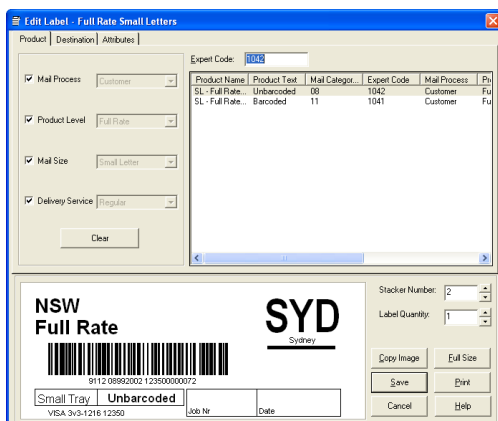 Edit Label - Full Rate Small Letters
Product Destination Attributes
Expert Code: 1042
Mail Process Customer
Product Level Full Rate
Mail Size Small Letter
Delivery Service Regular
Clear
Product Name Product Text Mail Categor... Expert Code Mail Process Pr
SL - Full Rate... Unbarcoded 08 1042 Customer Fu
SL - Full Rate... Barcoded 11 1041 Customer Fu
NSW
Full Rate
SYD
Sydney
9112 08992002 123500000072
Small Tray Unbarcoded
VISA 3v3-1216 12350
Job Nr
Date
Stacker Number: 2
Label Quantity: 1
Copy Image Full Size
Save Print
Cancel Help